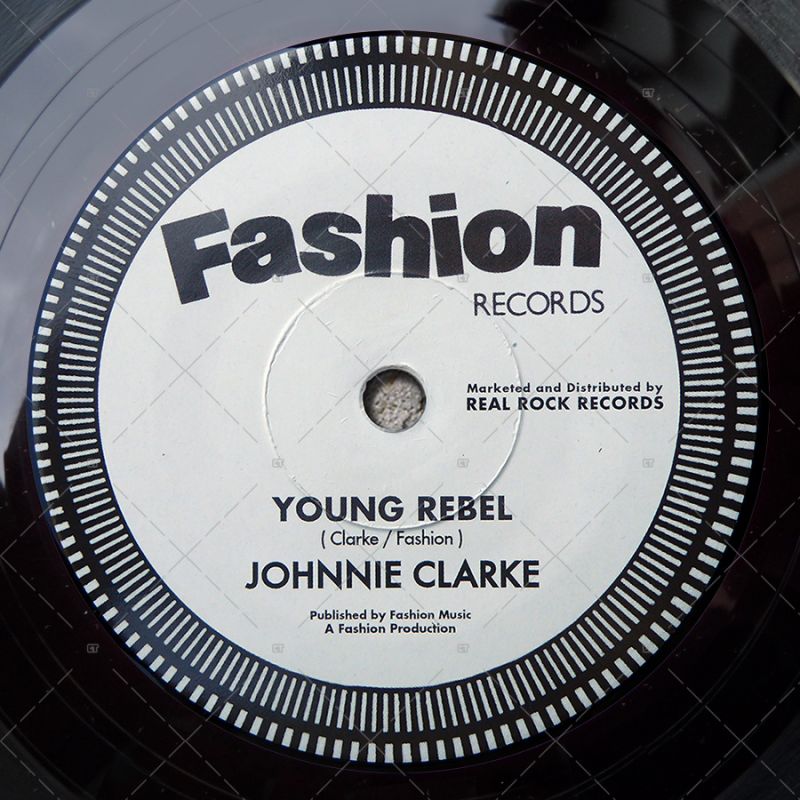 Fashion
RECORDS
Marketed and Distributed by
REAL ROCK RECORDS
YOUNG REBEL
( Clarke / Fashion )
JOHNNIE CLARKE
Published by Fashion Music
A Fashion Production